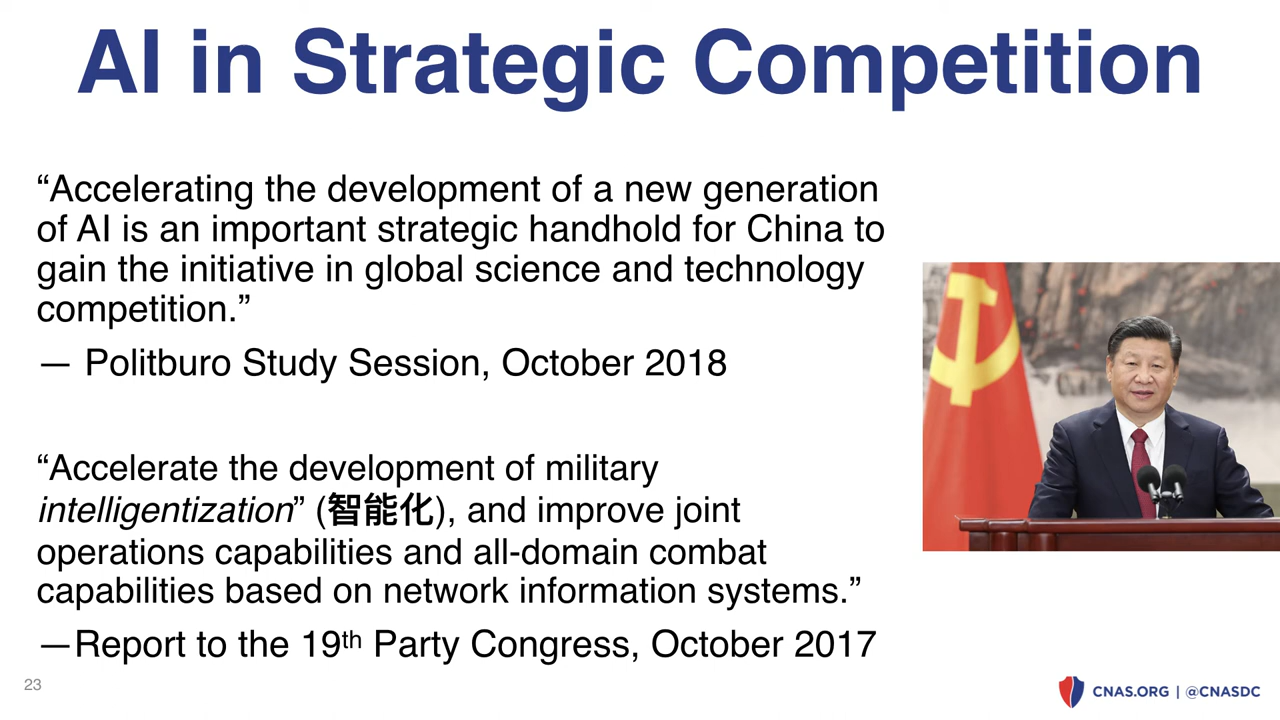 AI in Strategic Competition
“Accelerating the development of a new generation
of AI is an important strategic handhold for China to
gain the initiative in global science and technology
competition.”
— Politburo Study Session, October 2018
“Accelerate the development of military
intelligentization” (智能化), and improve joint
operations capabilities and all-domain combat
capabilities based on network information systems.”
—Report to the 19th Party Congress, October 2017
23
CNAS.ORG | @CNASDC